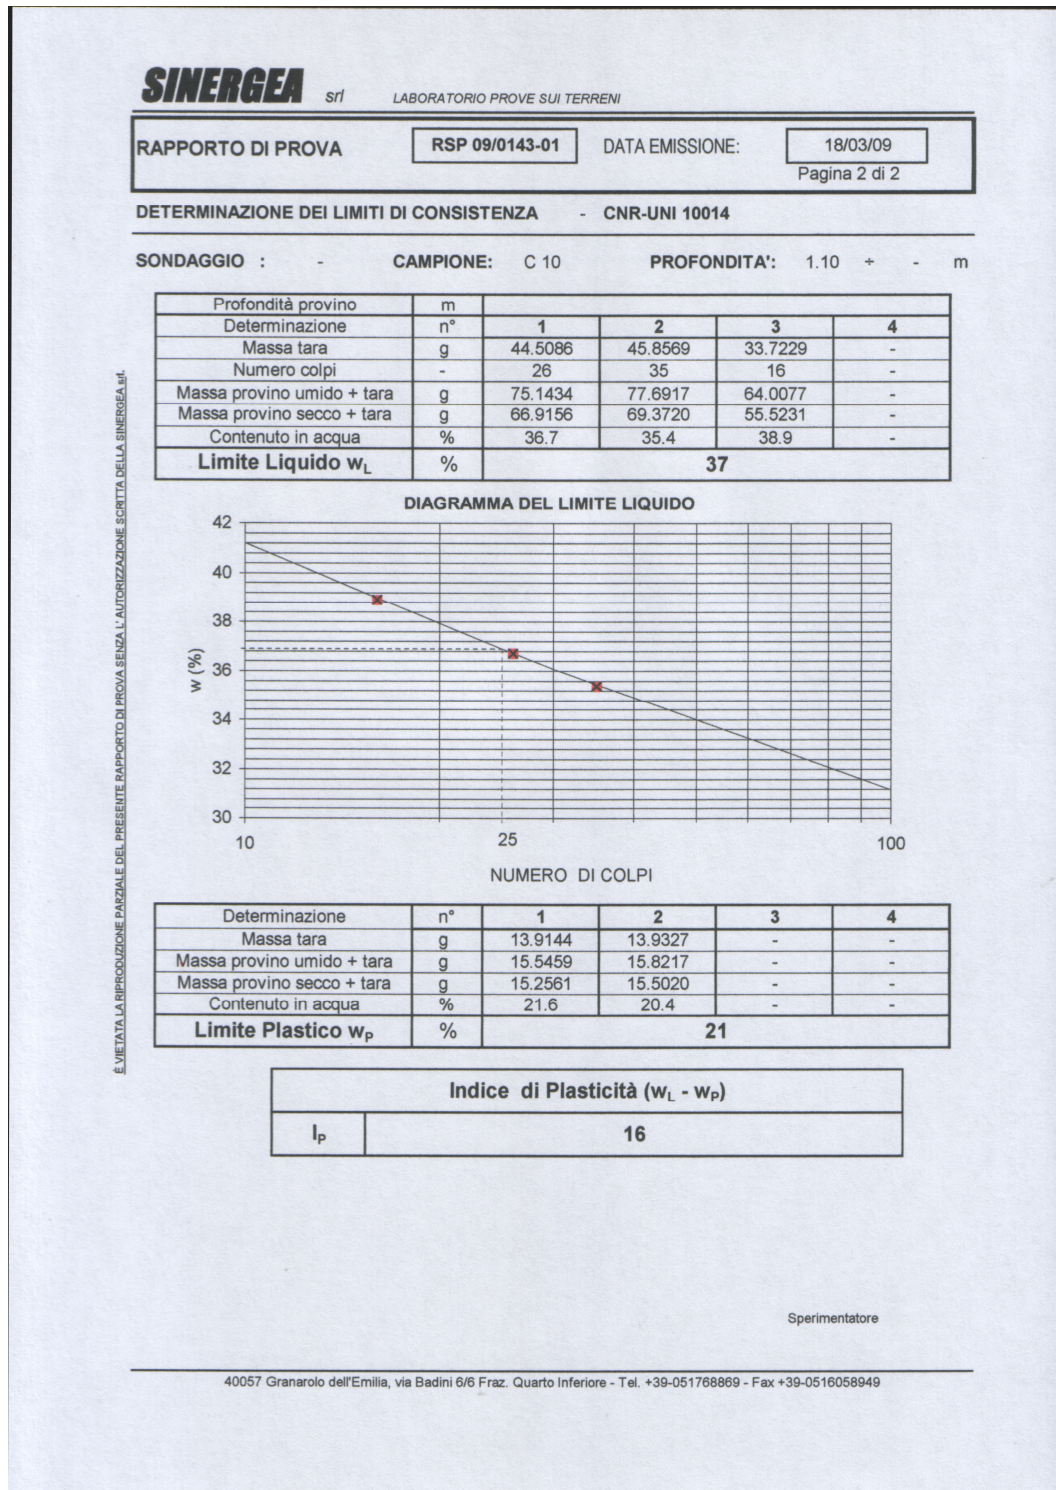 SINERGEA srl LABORATORIO PROVE SUI TERRENI
RAPPORTO DI PROVA RSP 09/0143-01 DATA EMISSIONE: 18/03/09
Pagina 2 di 2
DETERMINAZIONE DEI LIMITI DI CONSISTENZA - CNR-UNI 10014
SONDAGGIO : - CAMPIONE: C 10 PROFONDITA': 1.10 ÷ - m
Profondità provino m
Determinazione n° 1 2 3 4
Massa tara g 44.5086 45.8569 33.7229 -
Numero colpi - 26 35 16 -
Massa provino umido + tara g 75.1434 77.6917 64.0077 -
Massa provino secco + tara g 66.9156 69.3720 55.5231 -
Contenuto in acqua % 36.7 35.4 38.9 -
Limite Liquido wL % 37
DIAGRAMMA DEL LIMITE LIQUIDO
42
40
38
36
34
32
30
w (%)
10 25 100
NUMERO DI COLPI
Determinazione n° 1 2 3 4
Massa tara g 13.9144 13.9327 - -
Massa provino umido + tara g 15.5459 15.8217 - -
Massa provino secco + tara g 15.2561 15.5020 - -
Contenuto in acqua % 21.6 20.4 - -
Limite Plastico wP % 21
Indice di Plasticità (wL - wP)
IP 16
È VIETATA LA RIPRODUZIONE PARZIALE DEL PRESENTE RAPPORTO DI PROVA SENZA L' AUTORIZZAZIONE SCRITTA DELLA SINERGEA srl.
Sperimentatore
40057 Granarolo dell'Emilia, via Badini 6/6 Fraz. Quarto Inferiore - Tel. +39-051768869 - Fax +39-0516058949